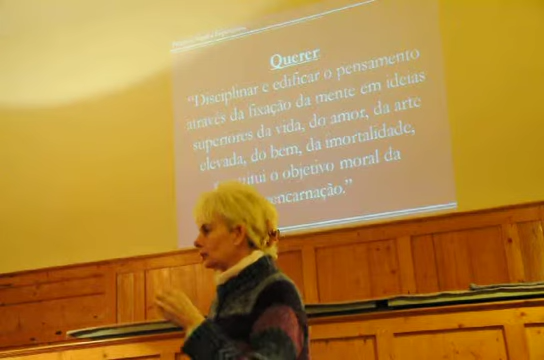 Querer
“Disciplinar e edificar o pensamento
através da fixação da mente em ideias
superiores da vida, do amor, da arte
elevada, do bem, da imortalidade,
o objetivo moral da